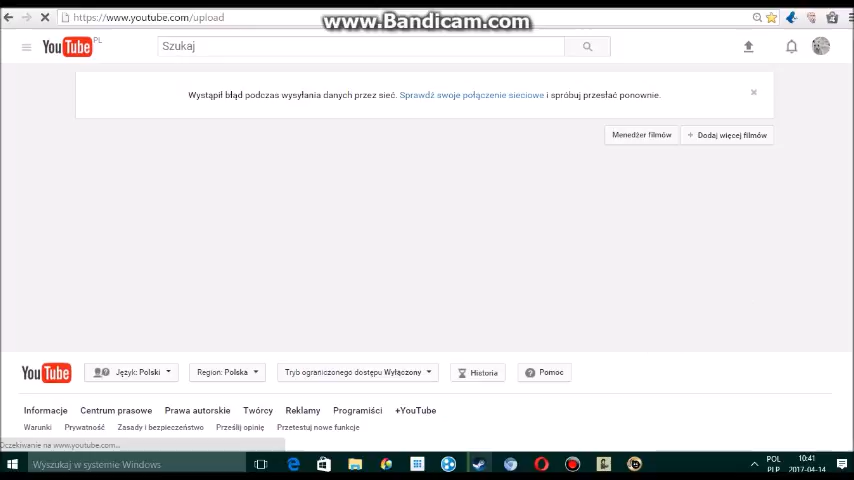 https://www.youtube.com/upload
www.Bandicam.com
YouTube PL
Szukaj
Wystąpił błąd podczas wysyłania danych przez sieć. Sprawdź swoje połączenie sieciowe i spróbuj przesłać ponownie.
Menedżer filmów
+ Dodaj więcej filmów
YouTube
Język: Polski
Region: Polska
Tryb ograniczonego dostępu Wyłączony
Historia
Pomoc
Informacje Centrum prasowe Prawa autorskie Twórcy Reklamy Programiści +YouTube
Warunki Prywatność Zasady i bezpieczeństwo Prześlij opinię Przetestuj nowe funkcje
Oczekiwanie na www.youtube.com...
Wyszukaj w systemie Windows
POL
PLP
10:41
2017-04-14